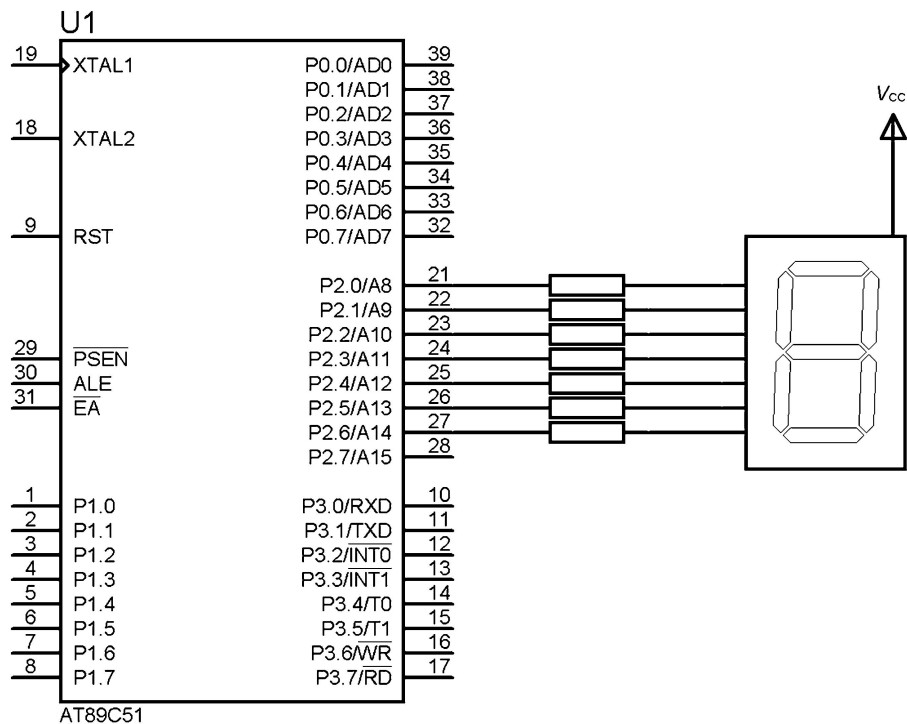 U1
19 XTAL1
18 XTAL2
9 RST
29 PSEN
30 ALE
31 EA
1 P1.0
2 P1.1
3 P1.2
4 P1.3
5 P1.4
6 P1.5
7 P1.6
8 P1.7
P0.0/AD0 39
P0.1/AD1 38
P0.2/AD2 37
P0.3/AD3 36
P0.4/AD4 35
P0.5/AD5 34
P0.6/AD6 33
P0.7/AD7 32
P2.0/A8 21
P2.1/A9 22
P2.2/A10 23
P2.3/A11 24
P2.4/A12 25
P2.5/A13 26
P2.6/A14 27
P2.7/A15 28
P3.0/RXD 10
P3.1/TXD 11
P3.2/INT0 12
P3.3/INT1 13
P3.4/T0 14
P3.5/T1 15
P3.6/WR 16
P3.7/RD 17
AT89C51
Vcc